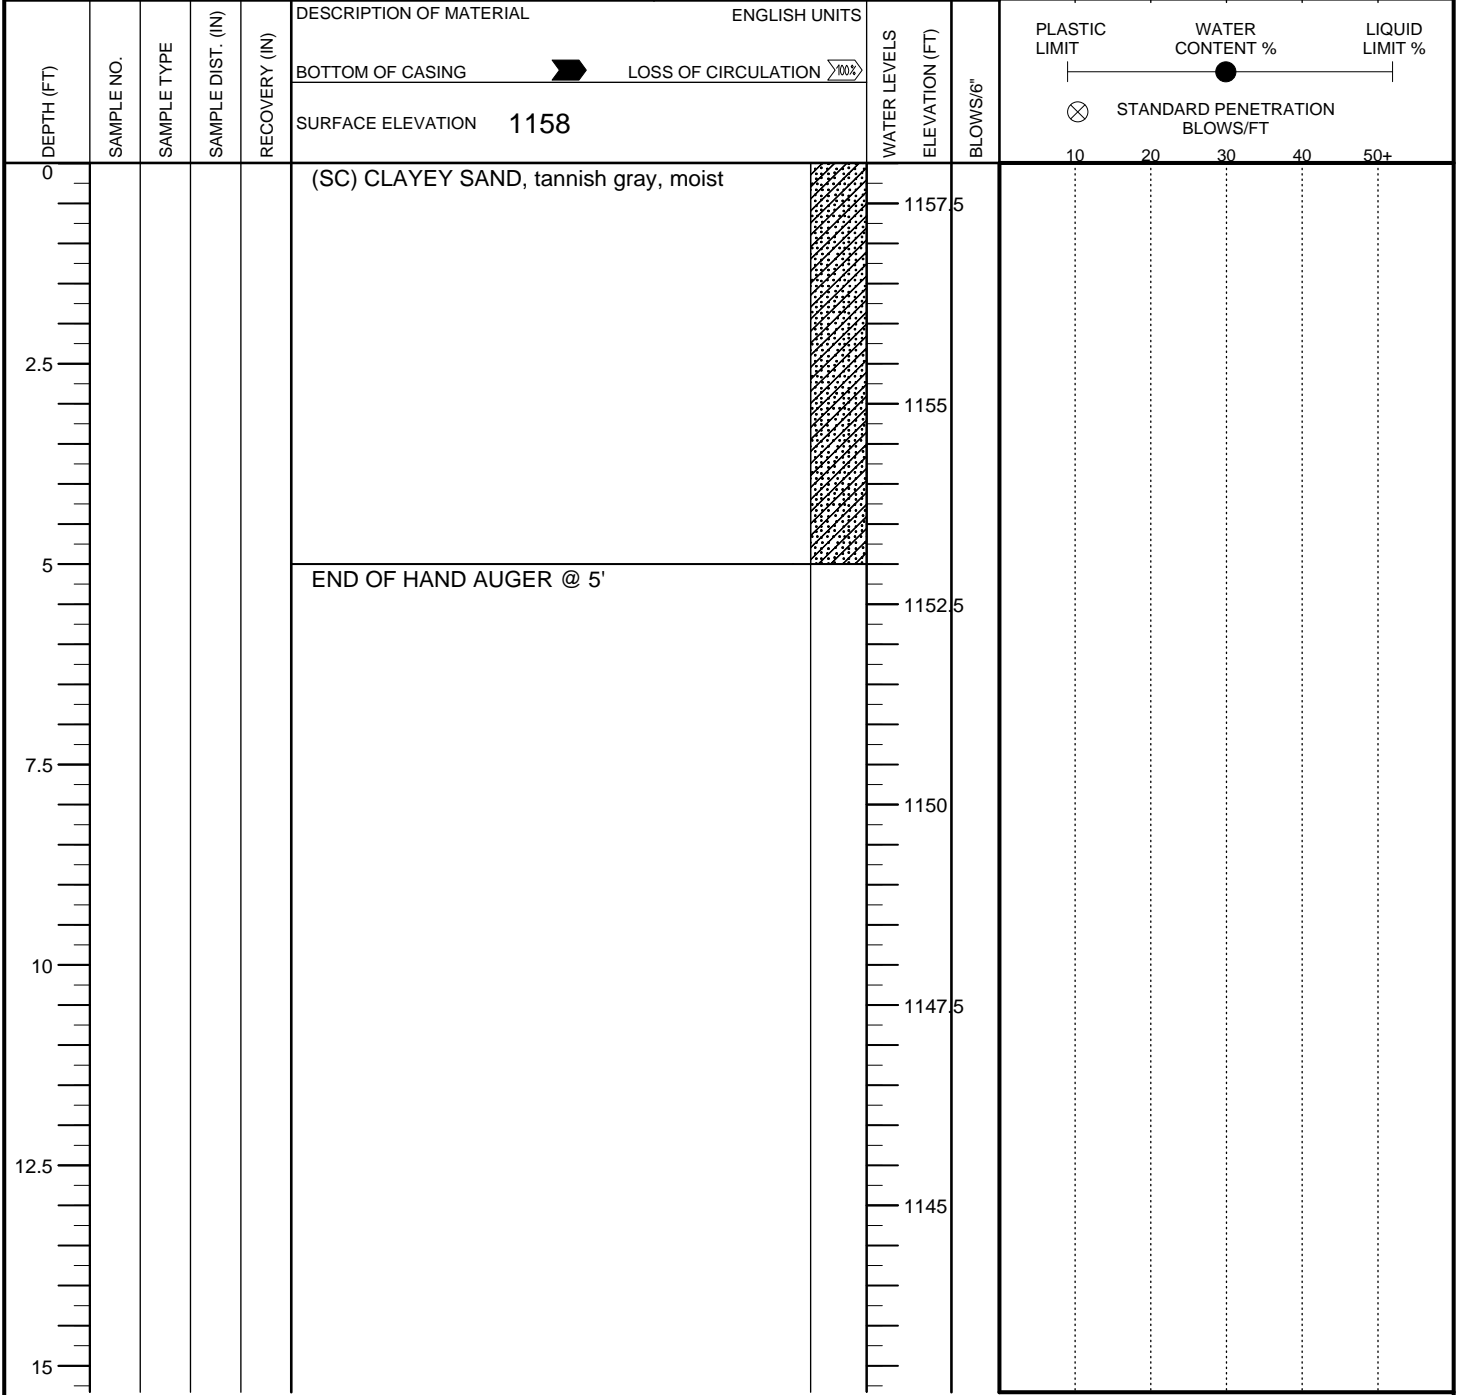 DEPTH (FT)
SAMPLE NO.
SAMPLE TYPE
SAMPLE DIST. (IN)
RECOVERY (IN)
DESCRIPTION OF MATERIAL ENGLISH UNITS
BOTTOM OF CASING LOSS OF CIRCULATION 100%
SURFACE ELEVATION 1158
WATER LEVELS
ELEVATION (FT)
BLOWS/6"
PLASTIC LIMIT
WATER CONTENT %
LIQUID LIMIT %
STANDARD PENETRATION
BLOWS/FT
10 20 30 40 50+
0
(SC) CLAYEY SAND, tannish gray, moist
1157.5
2.5
1155
5
END OF HAND AUGER @ 5'
1152.5
7.5
1150
10
1147.5
12.5
1145
15